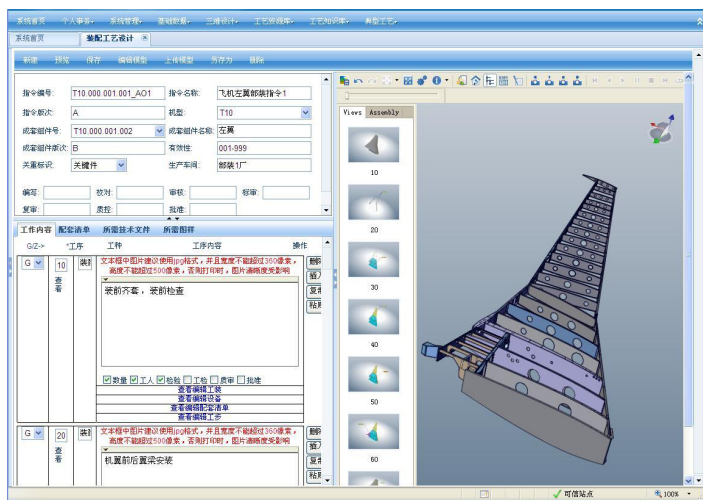 系统首页 个人事务 系统管理 基础数据 三维设计 工艺资源库 工艺知识库 典型工艺
系统首页 装配工艺设计
新建 预览 保存 编辑模型 上传模型 另存为 删除
指令编号: T10.000.001.001_AO1 指令名称: 飞机左翼部装指令1
指令版次: A 机型: T10
成套组件号: T10.000.001.002 成套组件名称: 左翼
成套组件版次: B 有效性: 001-999
关重标识: 关键件 生产车间: 部装1厂
编写: 校对: 审核: 标审:
复审: 质控: 批准:
工作内容 配套清单 所需技术文件 所需图样
G/Z-> *工序 工种 工序内容 操作
G 10 装配 文本框中图片建议使用jpg格式，并且宽度不能超过360像素，高度不能超过500像素，否则打印时，图片清晰度受影响 删除
查看 插入
装前齐套，装前检查 复制
粘贴
数量 工人 检验 工检 质审 批准
查看编辑工装
查看编辑设备
查看编辑配套清单
查看编辑工步
G 20 装配 文本框中图片建议使用jpg格式，并且宽度不能超过360像素，高度不能超过500像素，否则打印时，图片清晰度受影响 删除
查看 插入
机翼前后翼梁安装 复制
Views Assembly
10
20
30
40
50
60
可信站点 100%